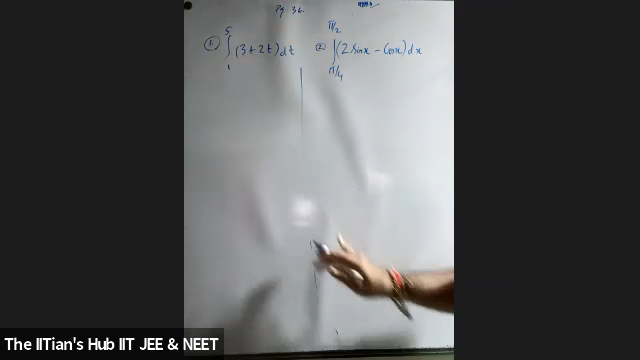 Pg 36
① ∫₁⁵ (3+2t)dt ② ∫_{π/4}^{π/2} (2 sinx - cosx)dx
The IITian's Hub IIT JEE & NEET